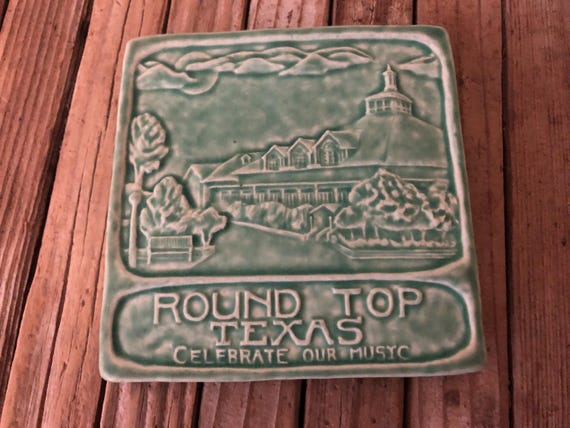 ROUND TOP
TEXAS
CELEBRATE OUR MUSYC